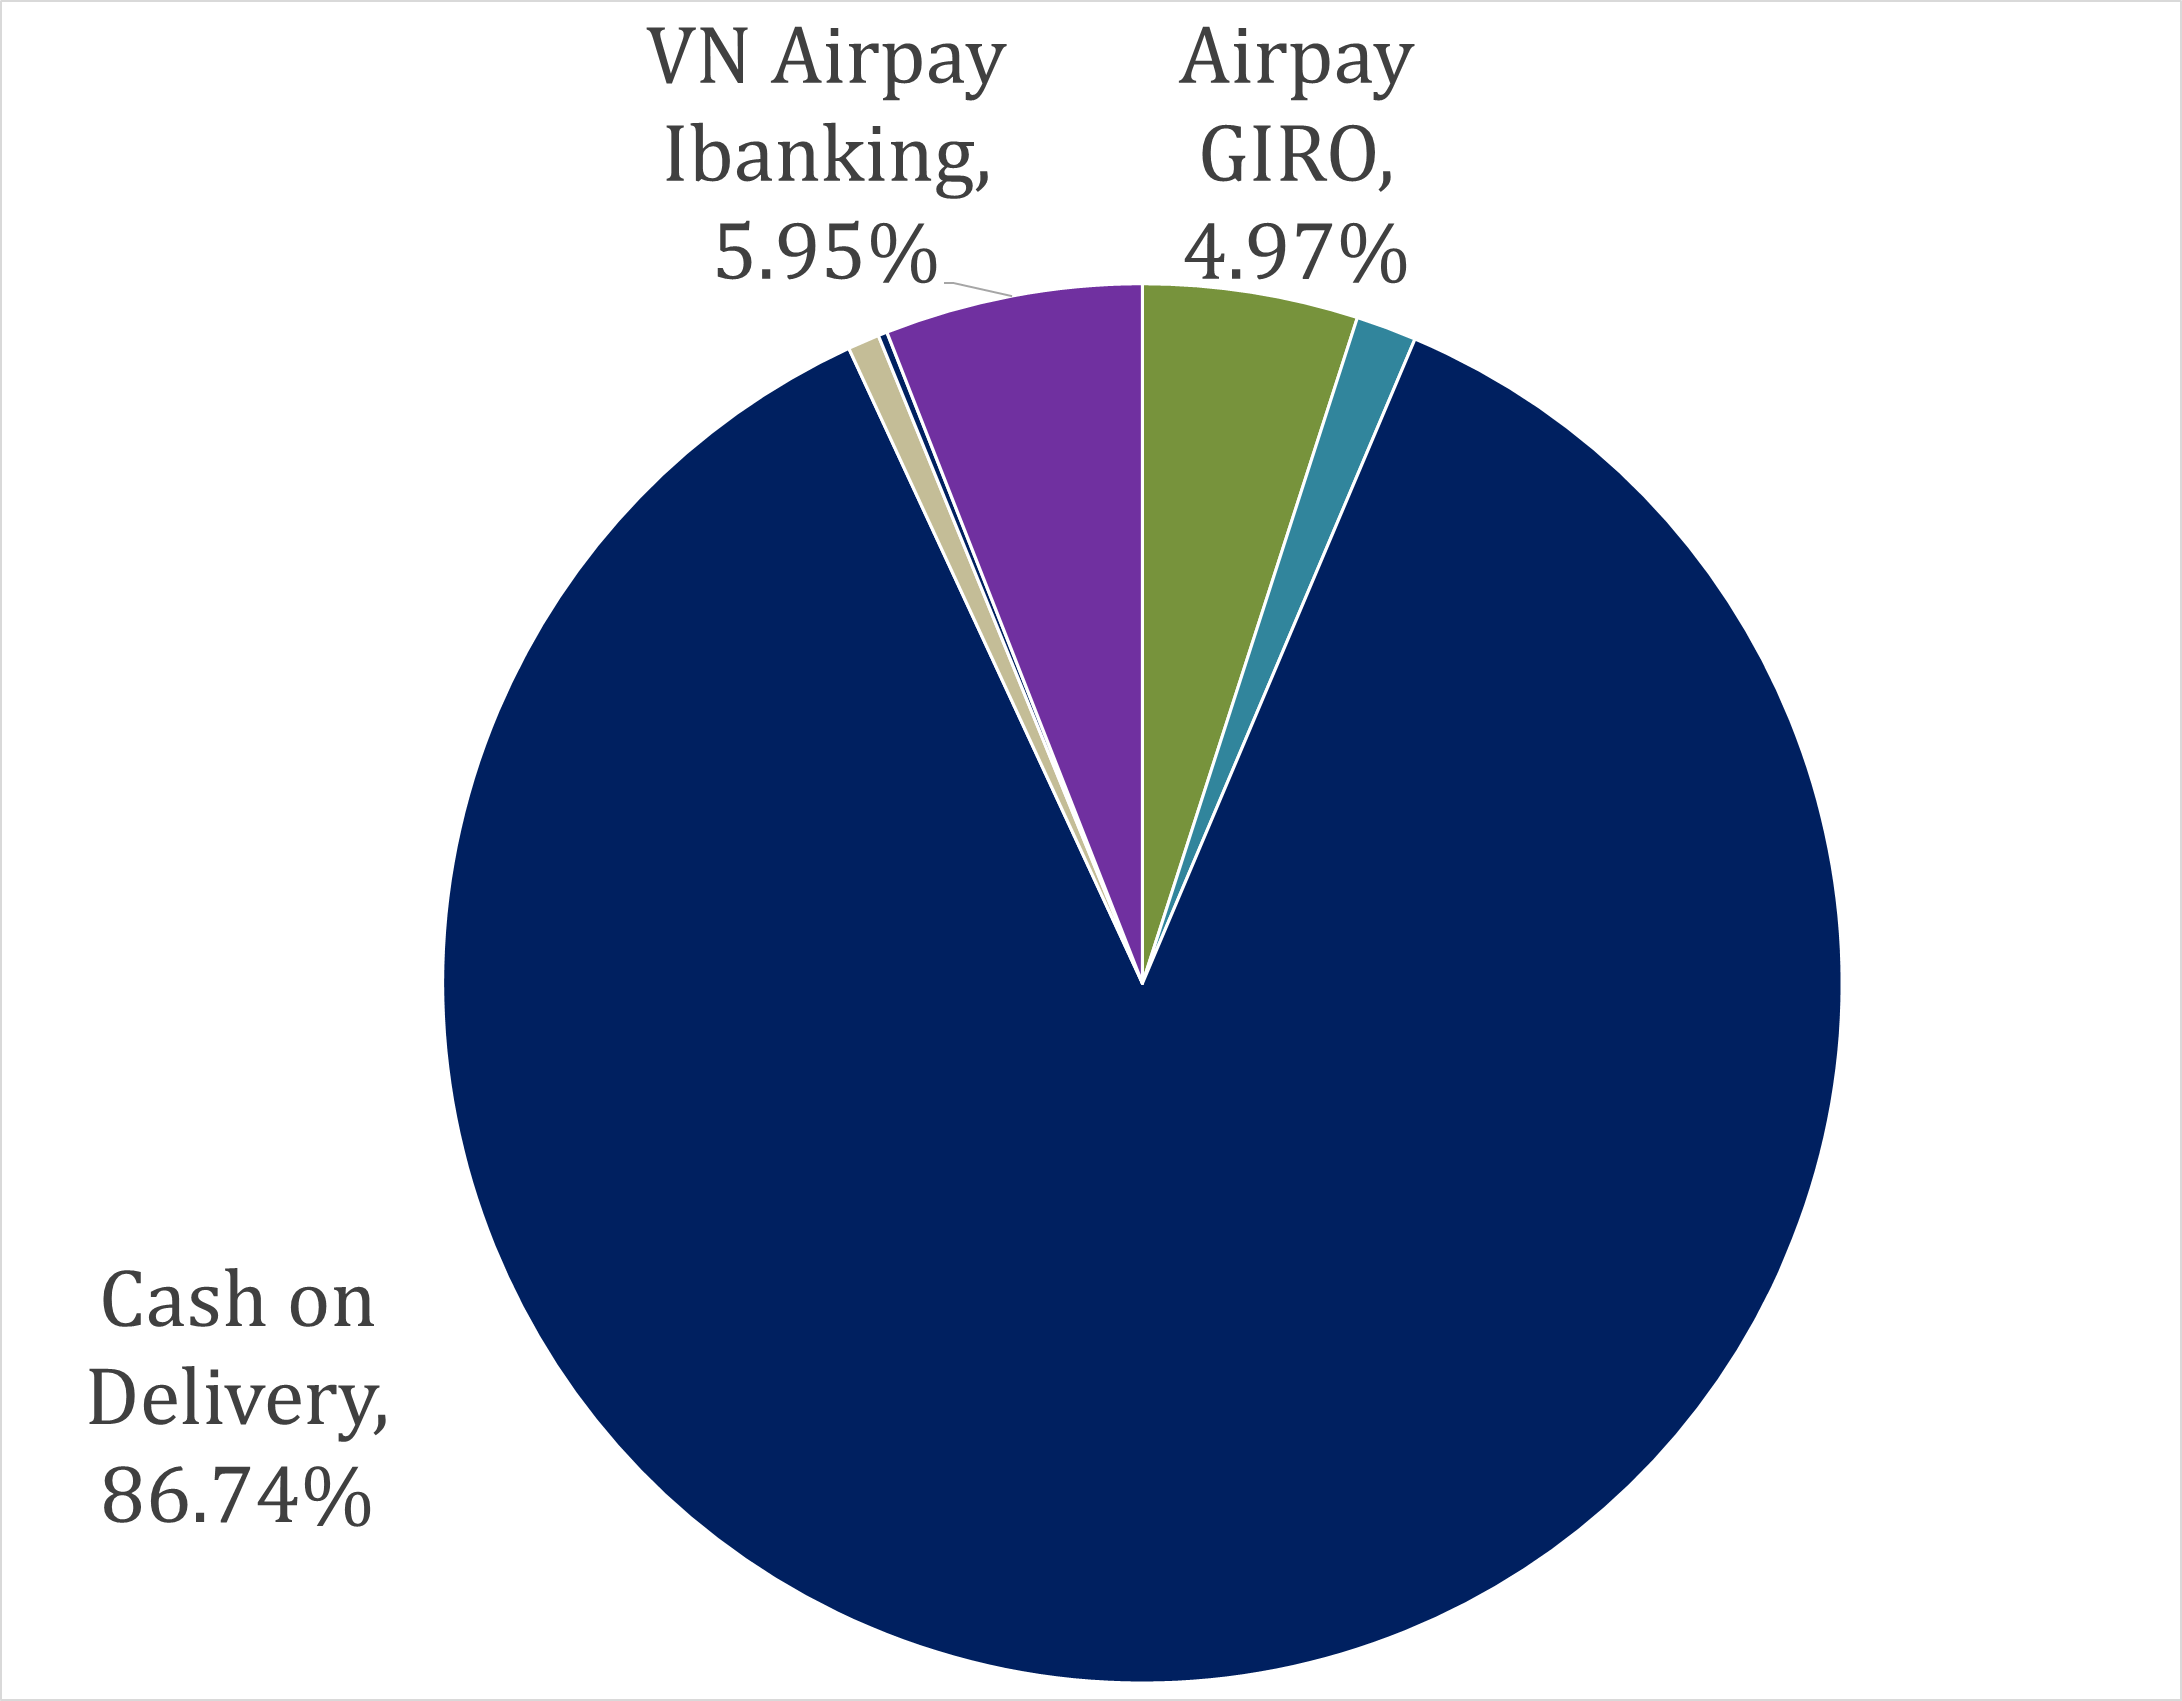 VN Airpay
Ibanking,
5.95%
Airpay
GIRO,
4.97%
Cash on
Delivery,
86.74%